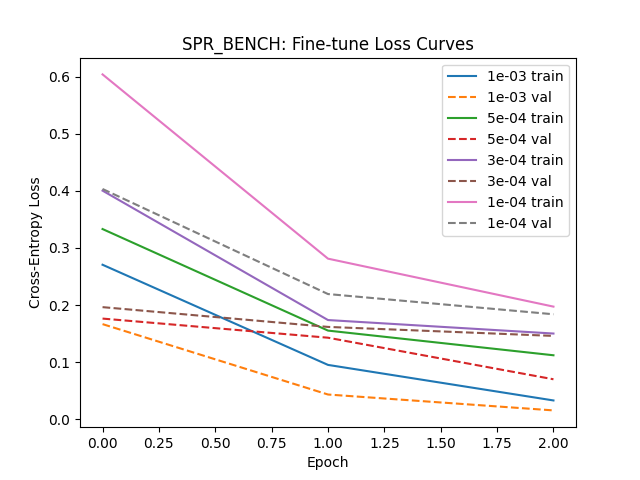 SPR_BENCH: Fine-tune Loss Curves
Cross-Entropy Loss
0.6
0.5
0.4
0.3
0.2
0.1
0.0
1e-03 train
1e-03 val
5e-04 train
5e-04 val
3e-04 train
3e-04 val
1e-04 train
1e-04 val
0.00 0.25 0.50 0.75 1.00 1.25 1.50 1.75 2.00
Epoch